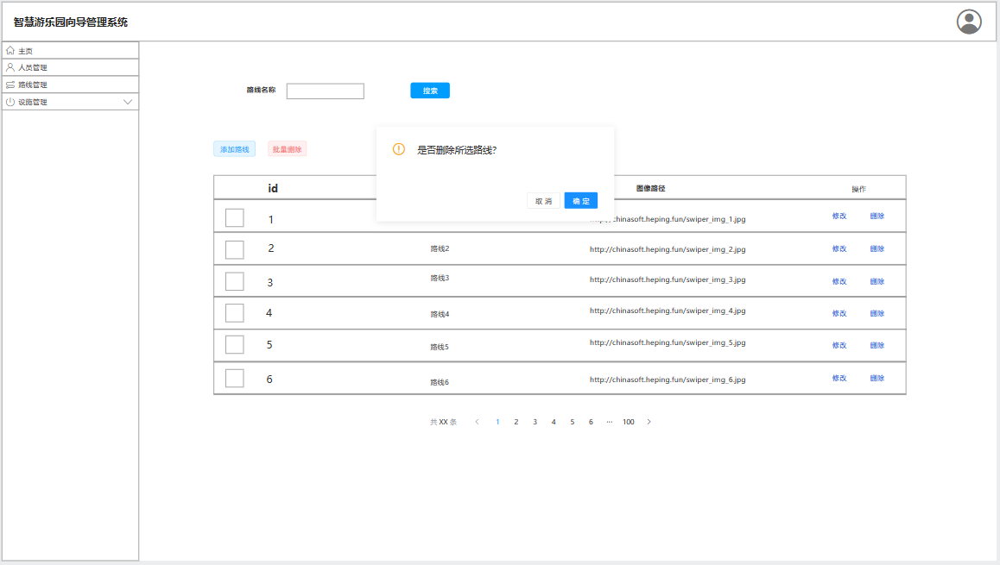 智慧游乐园向导管理系统
主页
人员管理
路线管理
设施管理
路线名称
搜索
添加路线
批量删除
是否删除所选路线?
取 消
确 定
id
图像路径
操作
1
chinasoft.heping.fun/swiper_img_1.jpg
修改
删除
2
路线2
http://chinasoft.heping.fun/swiper_img_2.jpg
修改
删除
3
路线3
http://chinasoft.heping.fun/swiper_img_3.jpg
修改
删除
4
路线4
http://chinasoft.heping.fun/swiper_img_4.jpg
修改
删除
5
路线5
http://chinasoft.heping.fun/swiper_img_5.jpg
修改
删除
6
路线6
http://chinasoft.heping.fun/swiper_img_6.jpg
修改
删除
共 XX 条 < 1 2 3 4 5 6 ··· 100 >